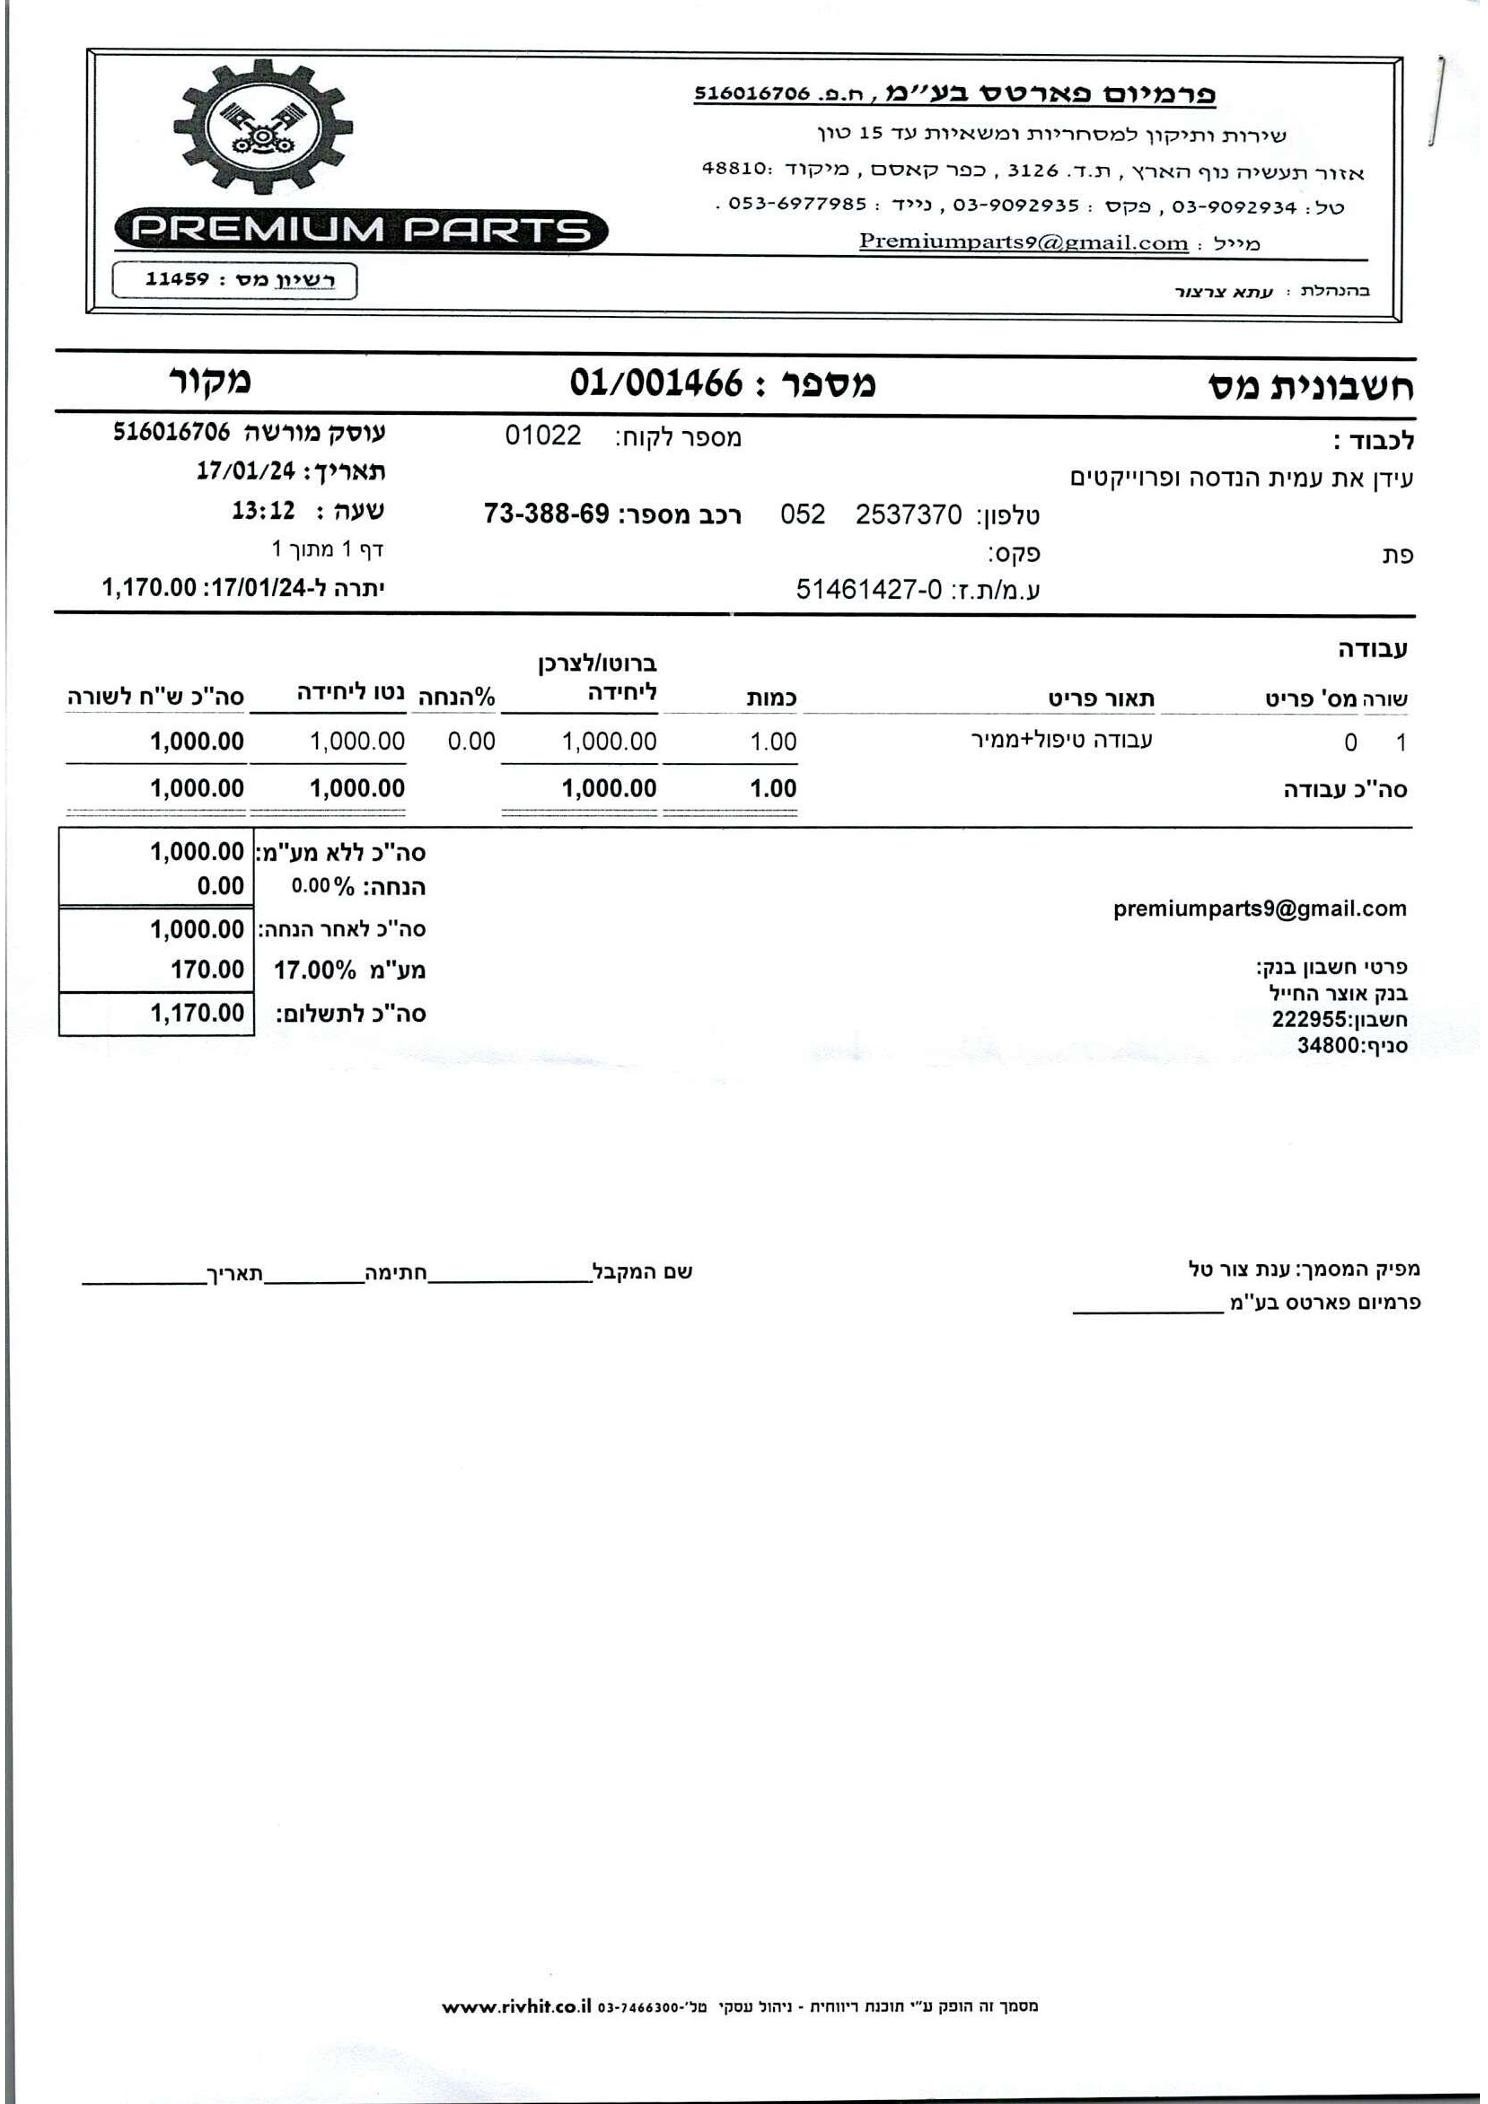 פרמיום פארטס בע״מ , ח.פ. 516016706
שירות ותיקון למסחריות ומשאיות עד 15 טון
אזור תעשיה נוף הארץ , ת.ד. 3126 , כפר קאסם , מיקוד :48810
טל: 03-9092934 , פקס : 03-9092935 , נייד : 053-6977985 .
מייל : Premiumparts9@gmail.com
בהנהלת : עתא צרצור
PREMIUM PARTS
רשיון מס : 11459
חשבונית מס מספר : 01/001466 מקור
לכבוד : מספר לקוח: 01022 עוסק מורשה 516016706
עידן את עמית הנדסה ופרוייקטים תאריך: 17/01/24
טלפון: 2537370 052 רכב מספר: 73-388-69 שעה : 13:12
פת פקס: דף 1 מתוך 1
ע.מ/ת.ז: 51461427-0 יתרה ל-17/01/24: 1,170.00
עבודה
שורה מס' פריט תאור פריט כמות ברוטו/לצרכן ליחידה %הנחה נטו ליחידה סה"כ ש"ח לשורה
1 0 עבודה טיפול+ממיר 1.00 1,000.00 0.00 1,000.00 1,000.00
סה"כ עבודה 1.00 1,000.00 1,000.00 1,000.00
סה"כ ללא מע"מ: 1,000.00
הנחה: 0.00% 0.00
סה"כ לאחר הנחה: 1,000.00
מע"מ 17.00% 170.00
סה"כ לתשלום: 1,170.00
premiumparts9@gmail.com
פרטי חשבון בנק:
בנק אוצר החייל
חשבון:222955
סניף:34800
מפיק המסמך: ענת צור טל שם המקבל____________חתימה________תאריך__________
פרמיום פארטס בע"מ ____________
מסמך זה הופק ע"י תוכנת ריווחית - ניהול עסקי טל'-03-7466300 www.rivhit.co.il